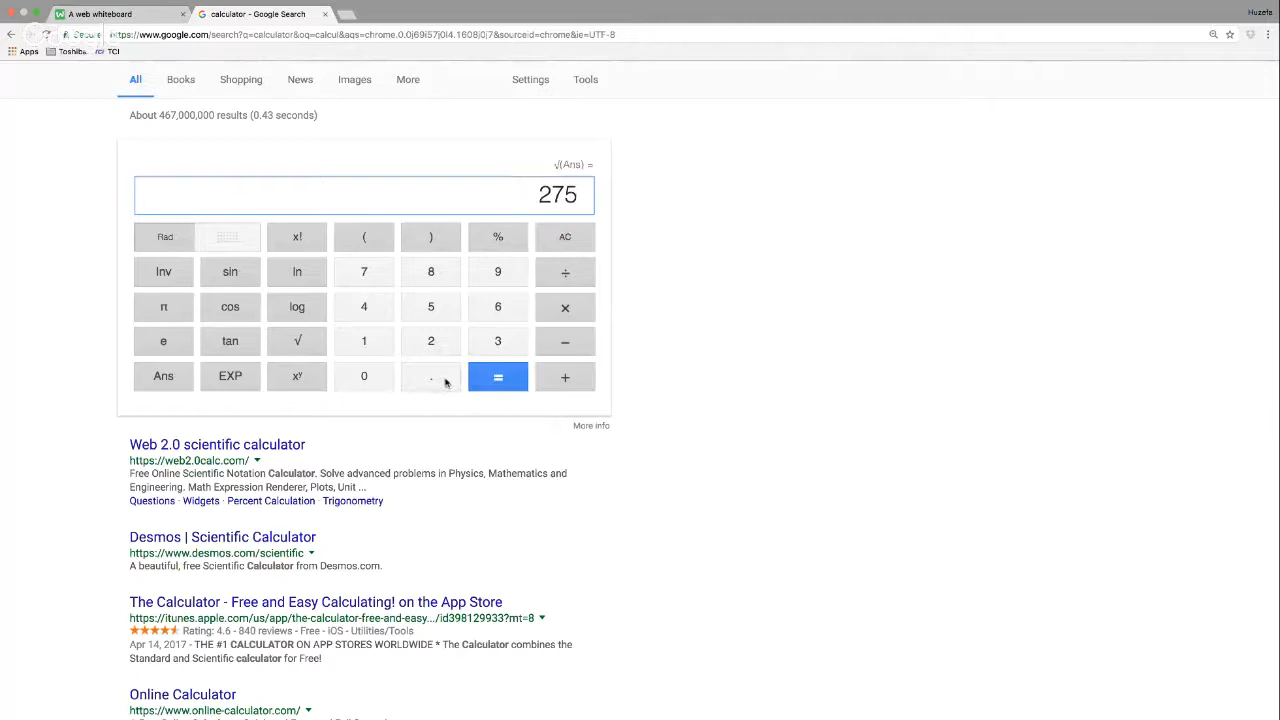 A web whiteboard
calculator - Google Search
Huzefa
https://www.google.com/search?q=calculator&oq=calcul&aqs=chrome.0.0j69i57j0l4.1608j0j7&sourceid=chrome&ie=UTF-8
Apps TCI
All Books Shopping News Images More Settings Tools
About 467,000,000 results (0.43 seconds)
√(Ans) =
275
Rad x! ( ) % AC
Inv sin ln 7 8 9 ÷
π cos log 4 5 6 ×
e tan √ 1 2 3 −
Ans EXP xʸ 0 . = +
More info
Web 2.0 scientific calculator
https://web2.0calc.com/
Free Online Scientific Notation Calculator. Solve advanced problems in Physics, Mathematics and
Engineering. Math Expression Renderer, Plots, Unit ...
Questions · Widgets · Percent Calculation · Trigonometry
Desmos | Scientific Calculator
https://www.desmos.com/scientific
A beautiful, free Scientific Calculator from Desmos.com.
The Calculator - Free and Easy Calculating! on the App Store
https://itunes.apple.com/us/app/the-calculator-free-and-easy.../id398129933?mt=8
Rating: 4.6 - 840 reviews - Free - iOS - Utilities/Tools
Apr 14, 2017 - THE #1 CALCULATOR ON APP STORES WORLDWIDE * The Calculator combines the
Standard and Scientific calculator for Free!
Online Calculator
https://www.online-calculator.com/